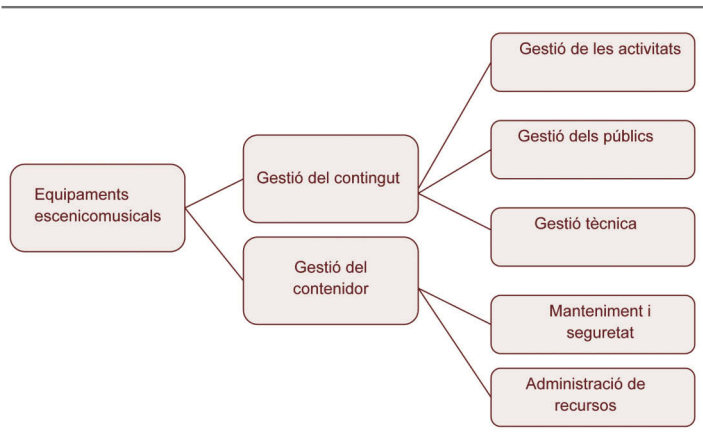 Equipaments
escenicomusicals
Gestió del contingut
Gestió del
contenidor
Gestió de les activitats
Gestió dels públics
Gestió tècnica
Manteniment i
seguretat
Administració de
recursos